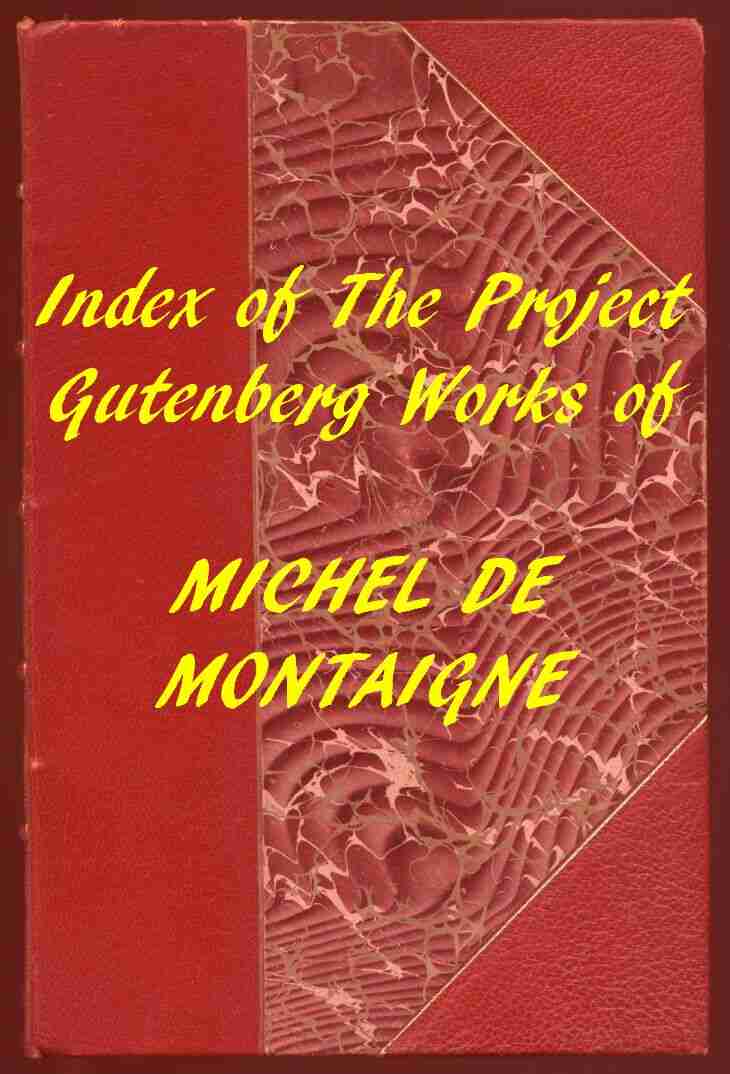 Index of The Project
Gutenberg Works of
MICHEL DE
MONTAIGNE